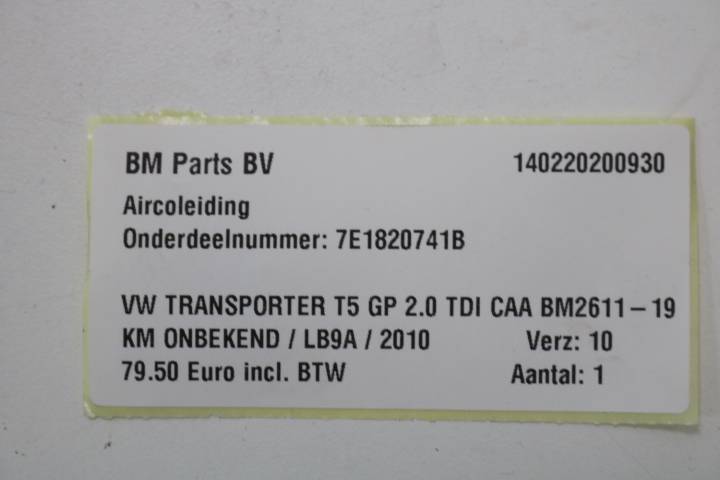 BM Parts BV 140220200930
Aircoleiding
Onderdeelnummer: 7E1820741B
VW TRANSPORTER T5 GP 2.0 TDI CAA BM2611-19
KM ONBEKEND / LB9A / 2010 Verz: 10
79.50 Euro incl. BTW Aantal: 1